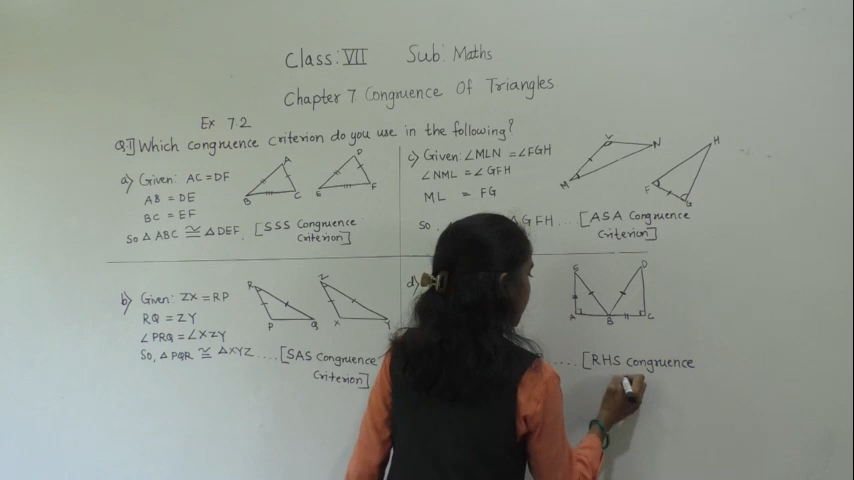 Class: VII Sub: Maths
Chapter 7. Congruence Of Triangles
Ex 7.2
Q.1] Which congruence criterion do you use in the following?
a) Given: AC = DF
AB = DE
BC = EF
So △ABC ≅ △DEF. [SSS Congruence
Criterion]
A
B
C
D
E
F
b) Given: ZX = RP
RQ = ZY
∠PRQ = ∠XZY
So, △PQR ≅ △XYZ .... [SAS Congruence
Criterion]
R
P
Q
Z
X
Y
c) Given: ∠MLN = ∠FGH
∠NML = ∠GFH
ML = FG
So, △GFH... [ASA Congruence
Criterion]
M
N
H
F
G
d)
E
D
A
B
C
.... [RHS congruence